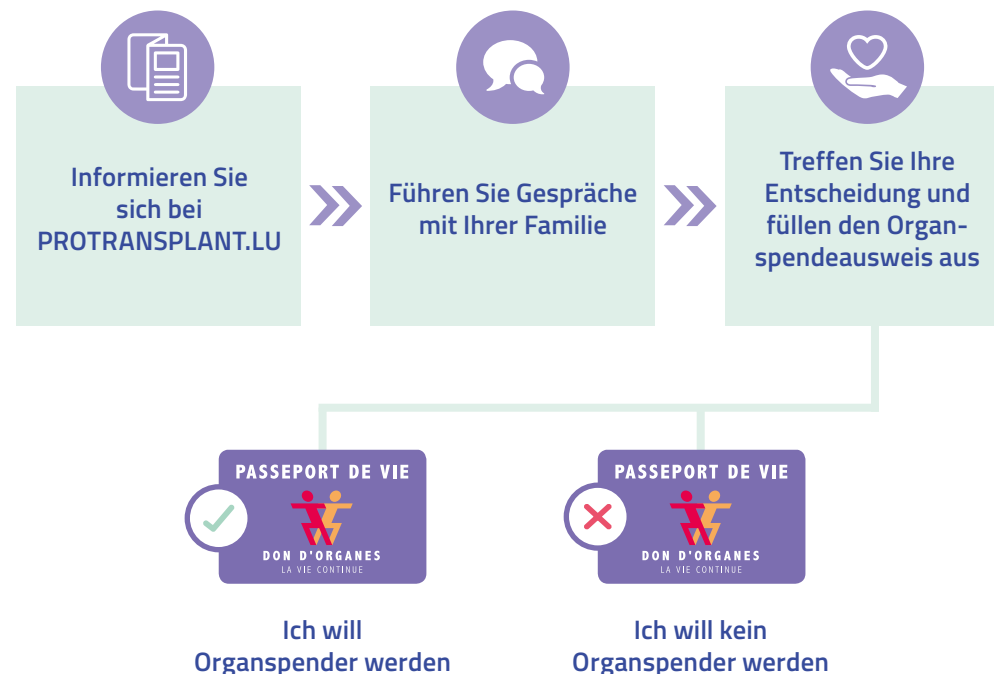 Informieren Sie
sich bei
PROTRANSPLANT.LU
Führen Sie Gespräche
mit Ihrer Familie
Treffen Sie Ihre
Entscheidung und
füllen den Organ-
spendeausweis aus
PASSEPORT DE VIE
DON D'ORGANES
LA VIE CONTINUE
Ich will
Organspender werden
PASSEPORT DE VIE
DON D'ORGANES
LA VIE CONTINUE
Ich will kein
Organspender werden